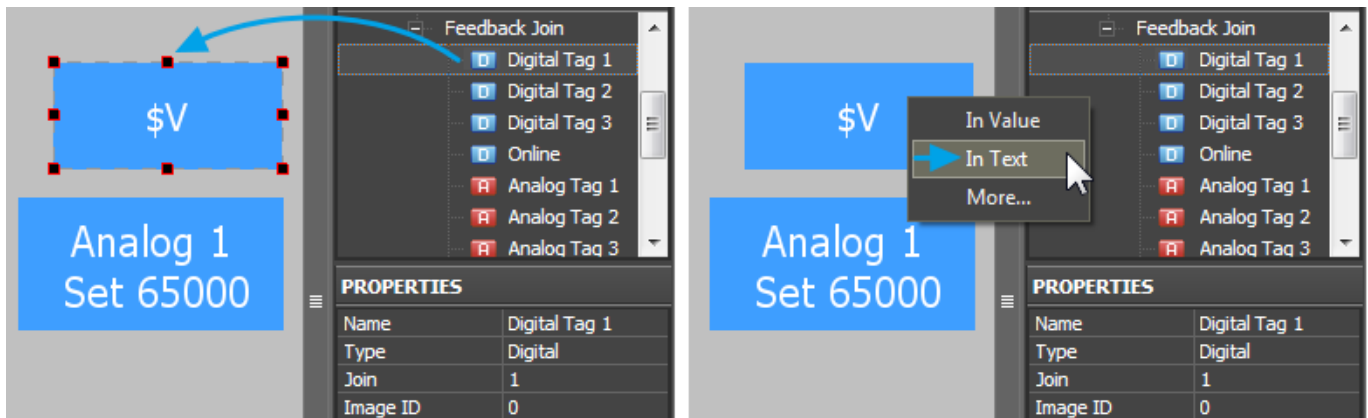 Feedback Join
D Digital Tag 1
D Digital Tag 2
D Digital Tag 3
D Online
A Analog Tag 1
A Analog Tag 2
A Analog Tag 3
$V
Analog 1
Set 65000
PROPERTIES
Name Digital Tag 1
Type Digital
Join 1
Image ID 0
Feedback Join
D Digital Tag 1
D Digital Tag 2
D Digital Tag 3
D Online
A Analog Tag 1
A Analog Tag 2
A Analog Tag 3
$V
In Value
In Text
More...
Analog 1
Set 65000
PROPERTIES
Name Digital Tag 1
Type Digital
Join 1
Image ID 0